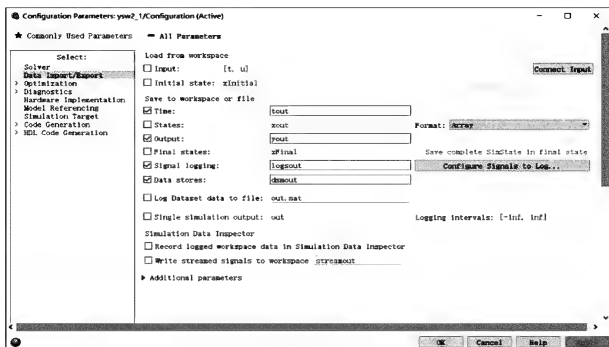 Configuration Parameters: ysw2_1/Configuration (Active)
★ Commonly Used Parameters
All Parameters
Select:
Solver
Data Import/Export
Optimization
Diagnostics
Hardware Implementation
Model Referencing
Simulation Target
Code Generation
HDL Code Generation
Load from workspace
Input: [t, u]
Connect Input
Initial state: xInitial
Save to workspace or file
Time: tout
States: xout
Format: Array
Output: yout
Final states: xFinal
Save complete SimState in final state
Signal logging: logsout
Configure Signals to Log...
Data stores: dsmout
Log Dataset data to file: out.mat
Single simulation output: out
Logging intervals: [-inf, inf]
Simulation Data Inspector
Record logged workspace data in Simulation Data Inspector
Write streamed signals to workspace streamout
Additional parameters
OK
Cancel
Help